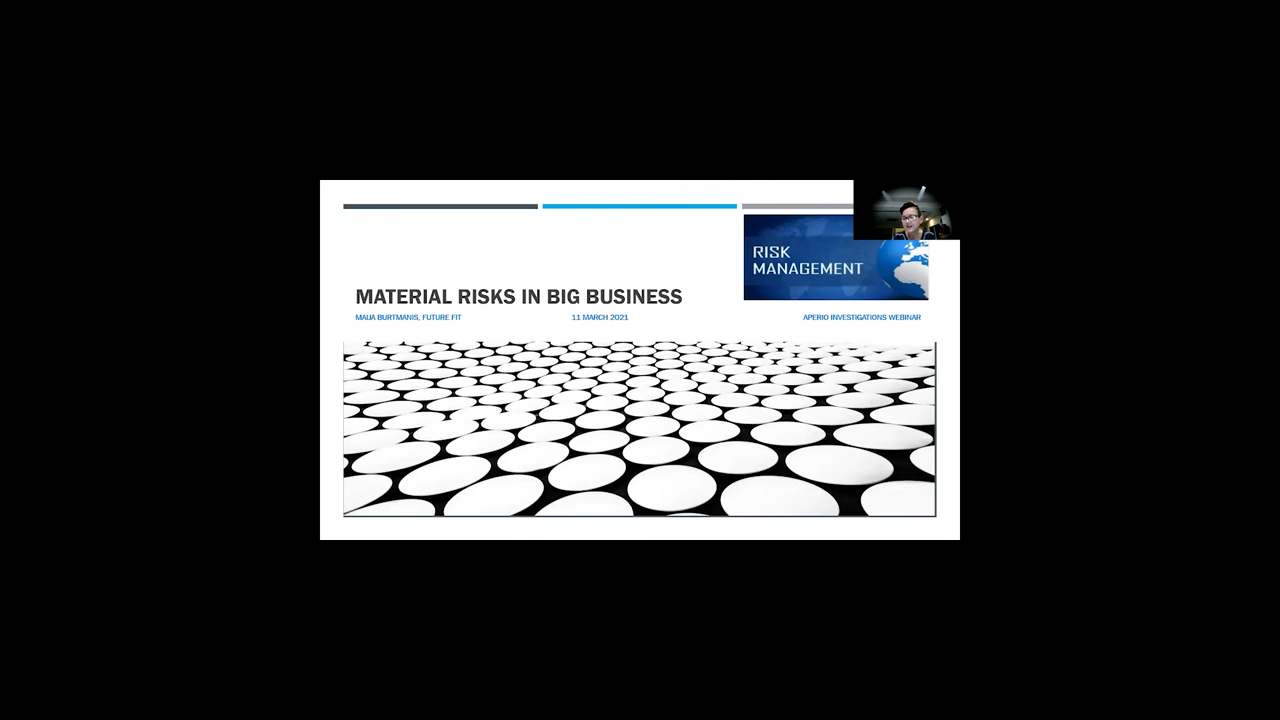 RISK
MANAGEMENT
MATERIAL RISKS IN BIG BUSINESS
MAIJA BURTMANIS, FUTURE FIT
11 MARCH 2021
APERIO INVESTIGATIONS WEBINAR